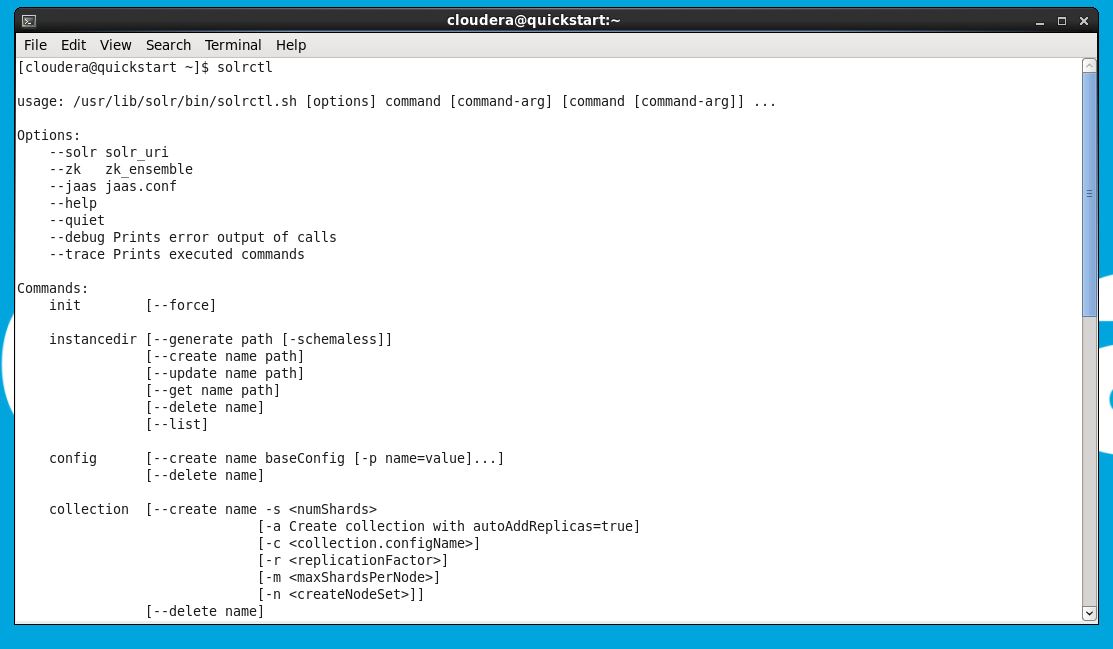 cloudera@quickstart:~
File Edit View Search Terminal Help
[cloudera@quickstart ~]$ solrctl
usage: /usr/lib/solr/bin/solrctl.sh [options] command [command-arg] [command [command-arg]] ...
Options:
    --solr solr_uri
    --zk   zk_ensemble
    --jaas jaas.conf
    --help
    --quiet
    --debug Prints error output of calls
    --trace Prints executed commands
Commands:
    init        [--force]
    instancedir [--generate path [-schemaless]]
                [--create name path]
                [--update name path]
                [--get name path]
                [--delete name]
                [--list]
    config      [--create name baseConfig [-p name=value]...]
                [--delete name]
    collection  [--create name -s <numShards>
                              [-a Create collection with autoAddReplicas=true]
                              [-c <collection.configName>]
                              [-r <replicationFactor>]
                              [-m <maxShardsPerNode>]
                              [-n <createNodeSet>]]
                [--delete name]